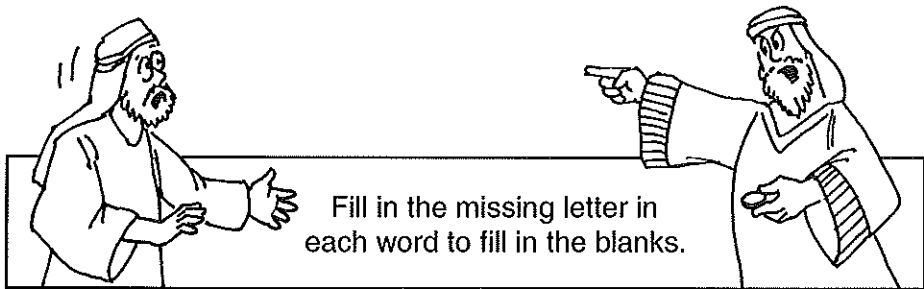 Fill in the missing letter in
each word to fill in the blanks.